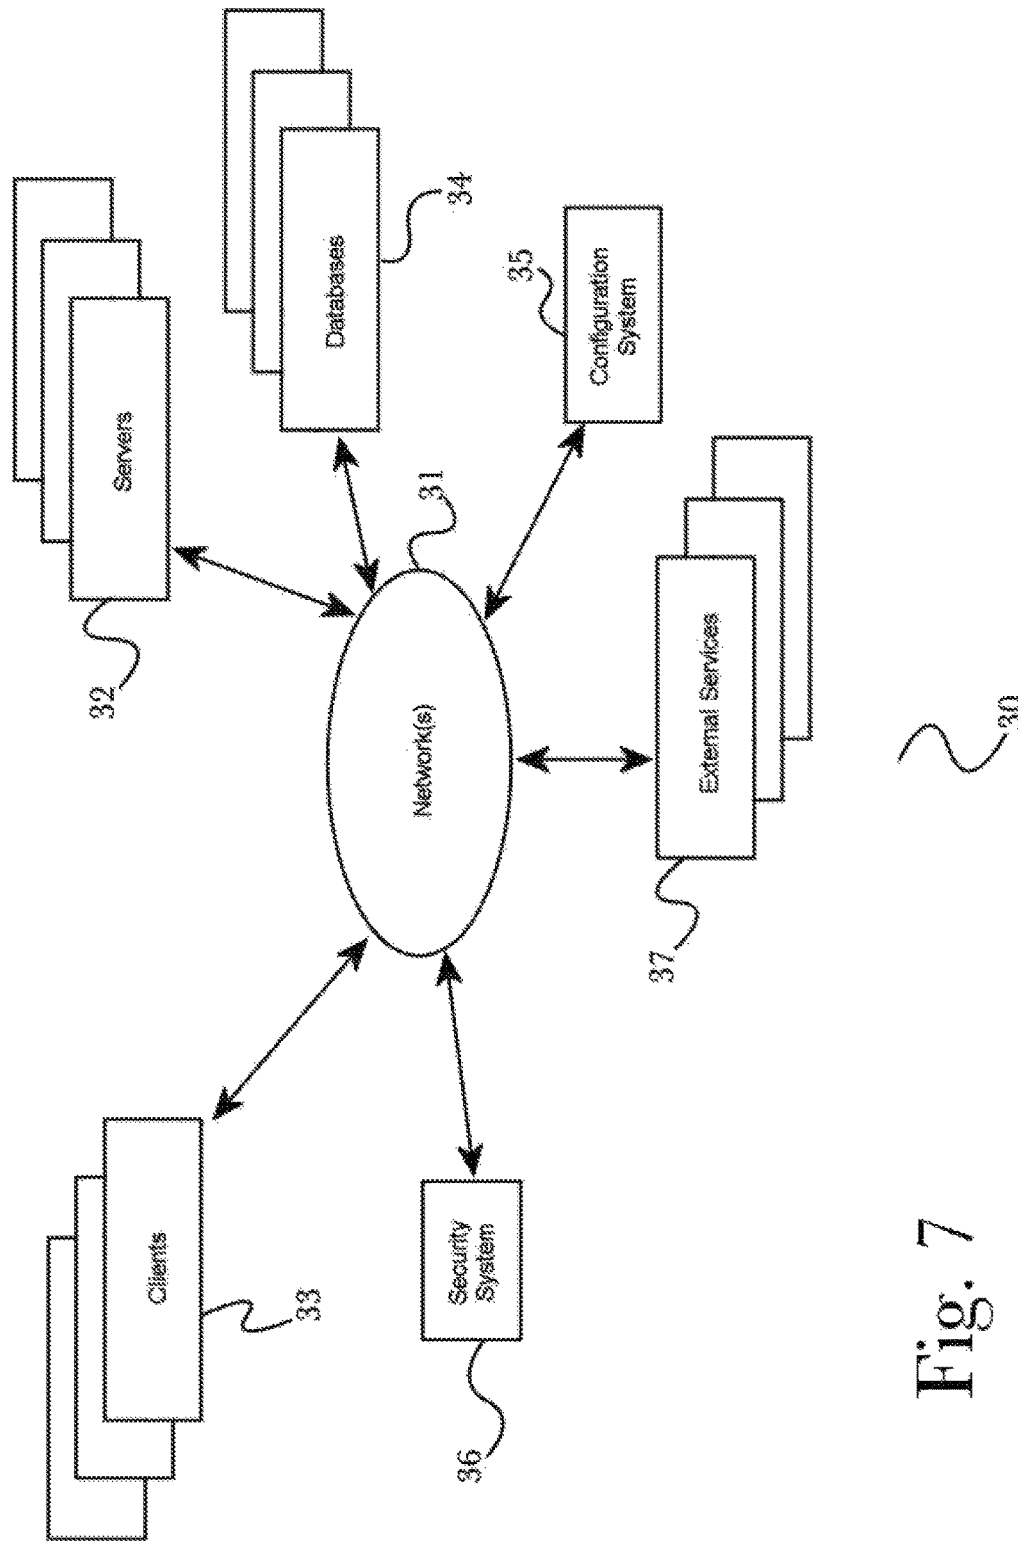 33
Clients
32
Servers
Databases
34
Network(s)
31
36
Security
System
35
Configuration
System
37
External Services
30
Fig. 7